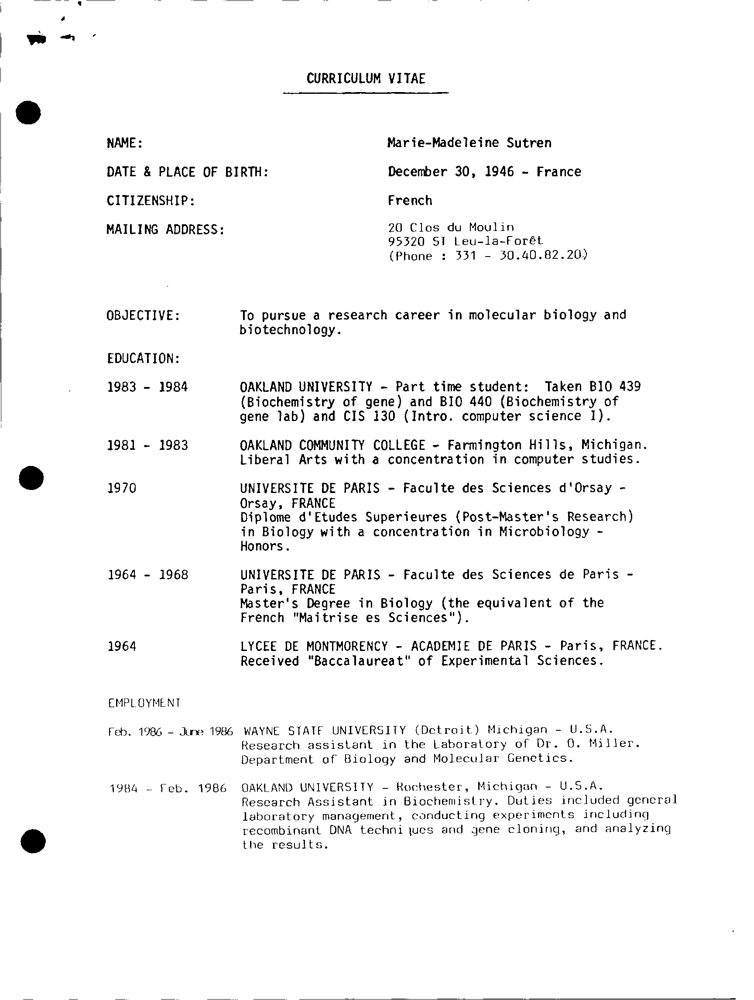 CURRICULUM VITAE
NAME: Marie-Madeleine Sutren
DATE & PLACE OF BIRTH: December 30, 1946 - France
CITIZENSHIP: French
MAILING ADDRESS: 20 Clos du Moulin
95320 ST Leu-la-Forêt
(Phone : 331 - 30.40.82.20)
OBJECTIVE: To pursue a research career in molecular biology and
biotechnology.
EDUCATION:
1983 - 1984 OAKLAND UNIVERSITY - Part time student: Taken BIO 439
(Biochemistry of gene) and BIO 440 (Biochemistry of
gene lab) and CIS 130 (Intro. computer science I).
1981 - 1983 OAKLAND COMMUNITY COLLEGE - Farmington Hills, Michigan.
Liberal Arts with a concentration in computer studies.
1970 UNIVERSITE DE PARIS - Faculte des Sciences d'Orsay -
Orsay, FRANCE
Diplome d'Etudes Superieures (Post-Master's Research)
in Biology with a concentration in Microbiology -
Honors.
1964 - 1968 UNIVERSITE DE PARIS - Faculte des Sciences de Paris -
Paris, FRANCE
Master's Degree in Biology (the equivalent of the
French "Maitrise es Sciences").
1964 LYCEE DE MONTMORENCY - ACADEMIE DE PARIS - Paris, FRANCE.
Received "Baccalaureat" of Experimental Sciences.
EMPLOYMENT
Feb. 1986 - June 1986 WAYNE STATE UNIVERSITY (Detroit) Michigan - U.S.A.
Research assistant in the Laboratory of Dr. O. Miller.
Department of Biology and Molecular Genetics.
1984 - Feb. 1986 OAKLAND UNIVERSITY - Rochester, Michigan - U.S.A.
Research Assistant in Biochemistry. Duties included general
laboratory management, conducting experiments including
recombinant DNA techniques and gene cloning, and analyzing
the results.